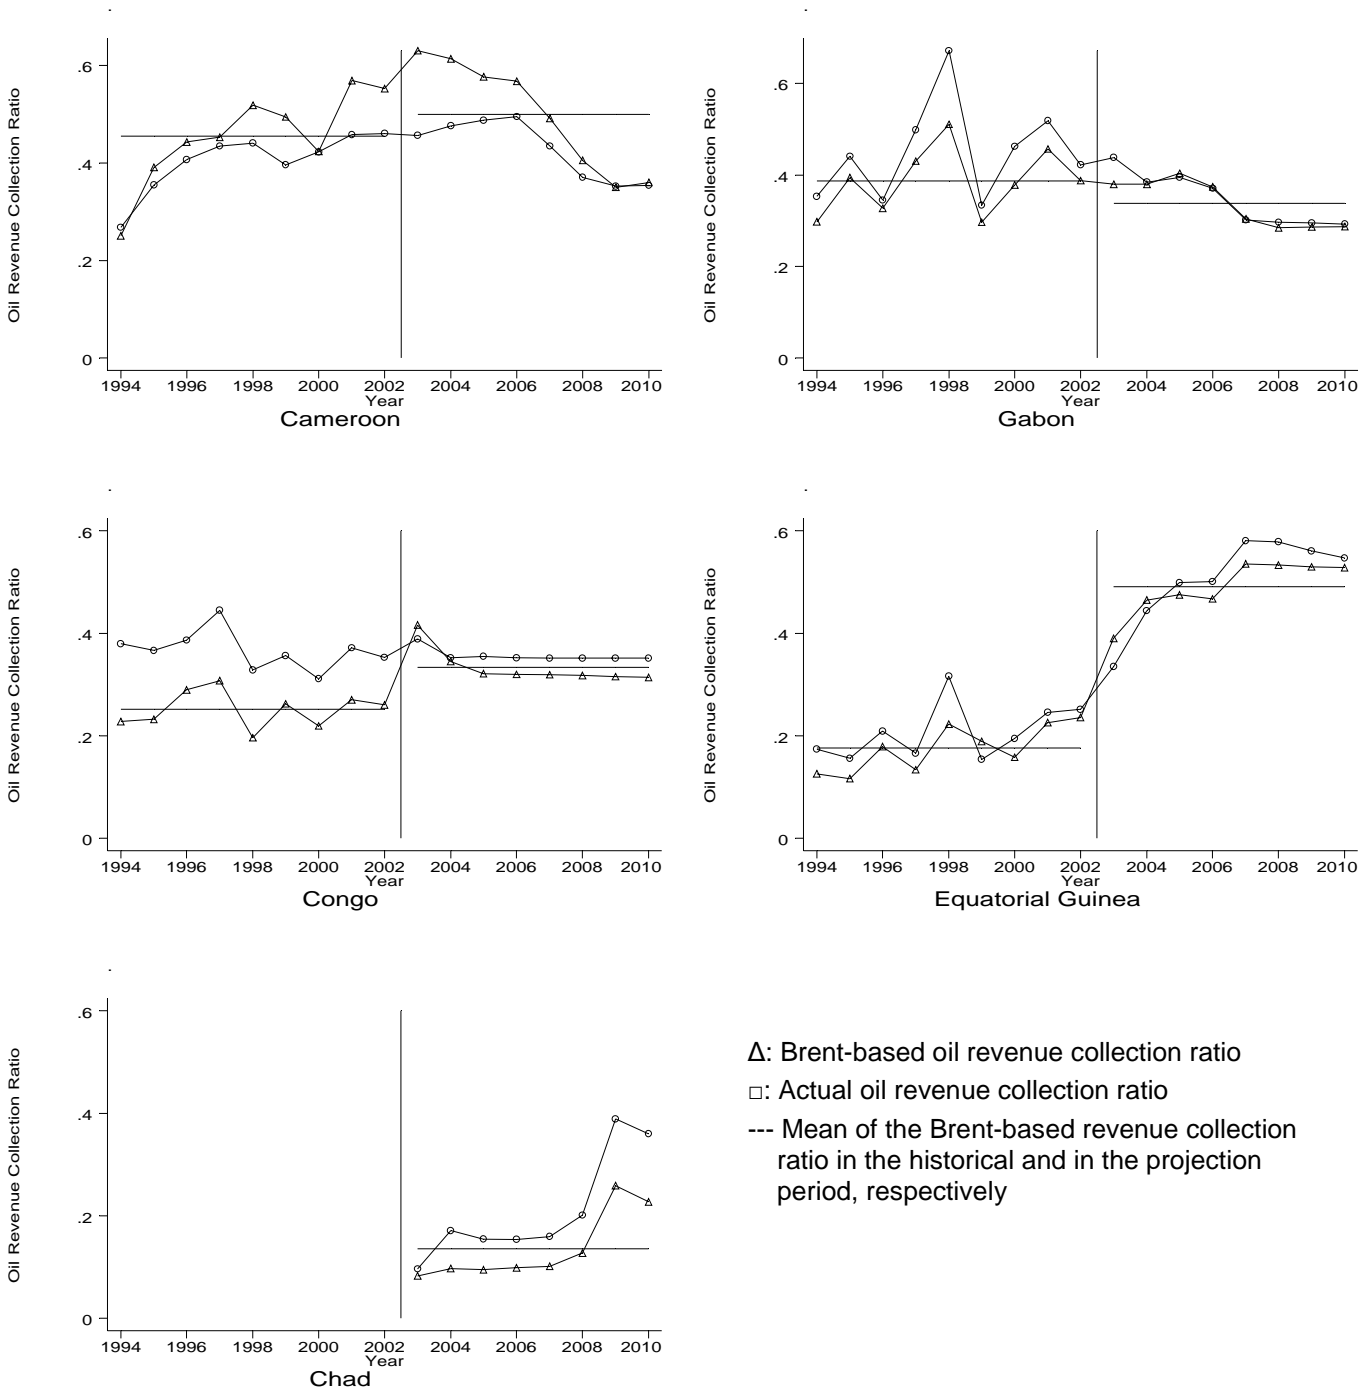 Oil Revenue Collection Ratio
.6
.4
.2
0
1994 1996 1998 2000 2002 2004 2006 2008 2010
Year
Cameroon
Oil Revenue Collection Ratio
.6
.4
.2
0
1994 1996 1998 2000 2002 2004 2006 2008 2010
Year
Gabon
Oil Revenue Collection Ratio
.6
.4
.2
0
1994 1996 1998 2000 2002 2004 2006 2008 2010
Year
Congo
Oil Revenue Collection Ratio
.6
.4
.2
0
1994 1996 1998 2000 2002 2004 2006 2008 2010
Year
Equatorial Guinea
Oil Revenue Collection Ratio
.6
.4
.2
0
1994 1996 1998 2000 2002 2004 2006 2008 2010
Year
Chad
Δ: Brent-based oil revenue collection ratio
□: Actual oil revenue collection ratio
--- Mean of the Brent-based revenue collection
ratio in the historical and in the projection
period, respectively